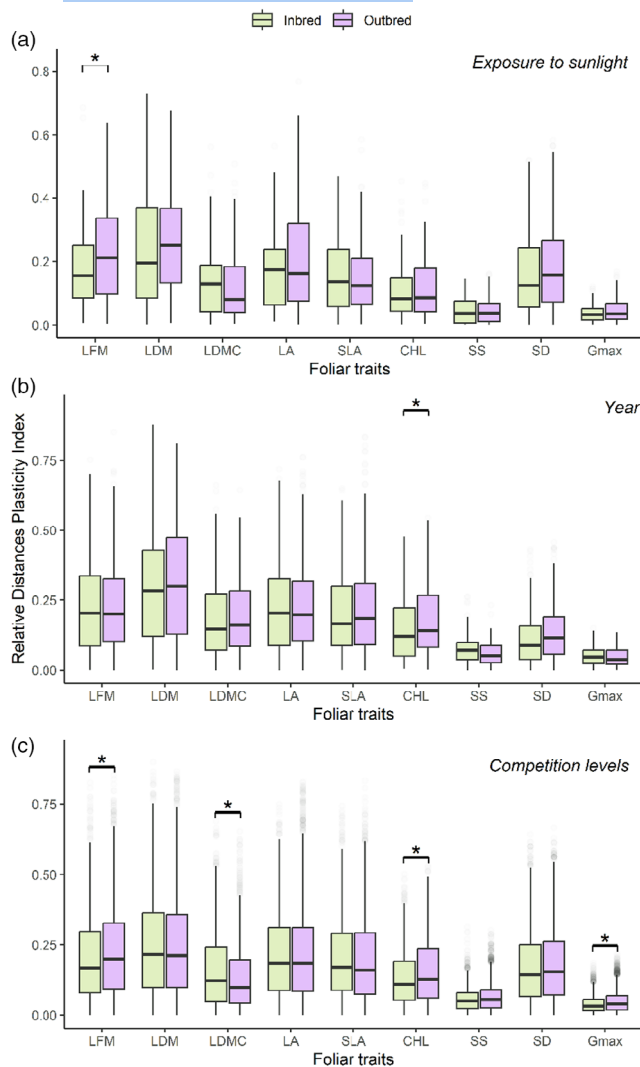 Inbred Outbred
(a)
Exposure to sunlight
*
0.8
0.6
0.4
0.2
0.0
LFM LDM LDMC LA SLA CHL SS SD Gmax
Foliar traits
(b)
Year
*
Relative Distances Plasticity Index
0.75
0.50
0.25
0.00
LFM LDM LDMC LA SLA CHL SS SD Gmax
Foliar traits
(c)
Competition levels
* * * *
0.75
0.50
0.25
0.00
LFM LDM LDMC LA SLA CHL SS SD Gmax
Foliar traits